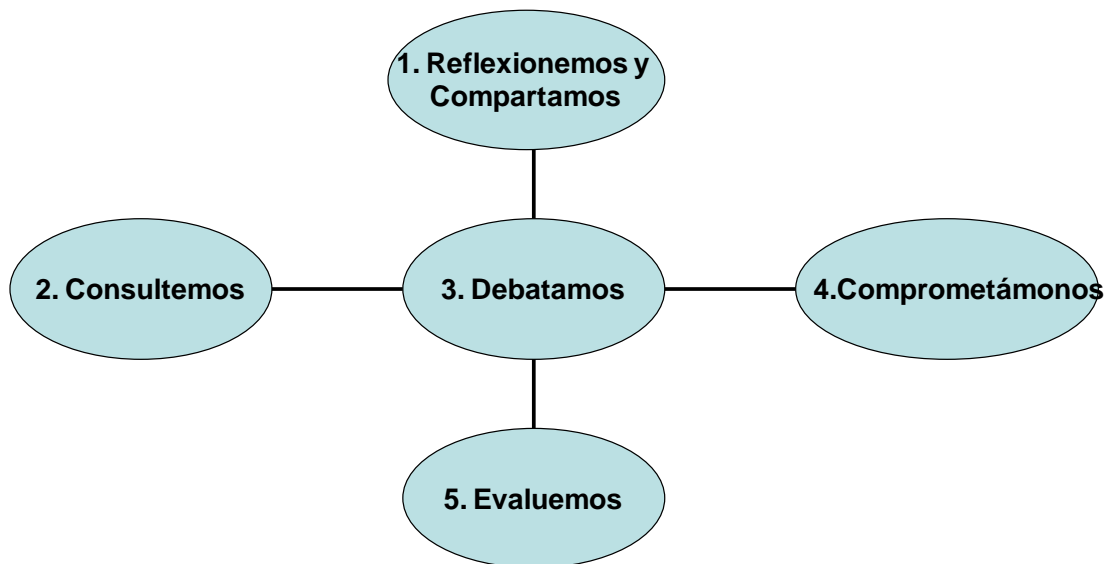 1. Reflexionemos y
Compartamos
2. Consultemos
3. Debatamos
4.Comprometámonos
5. Evaluemos